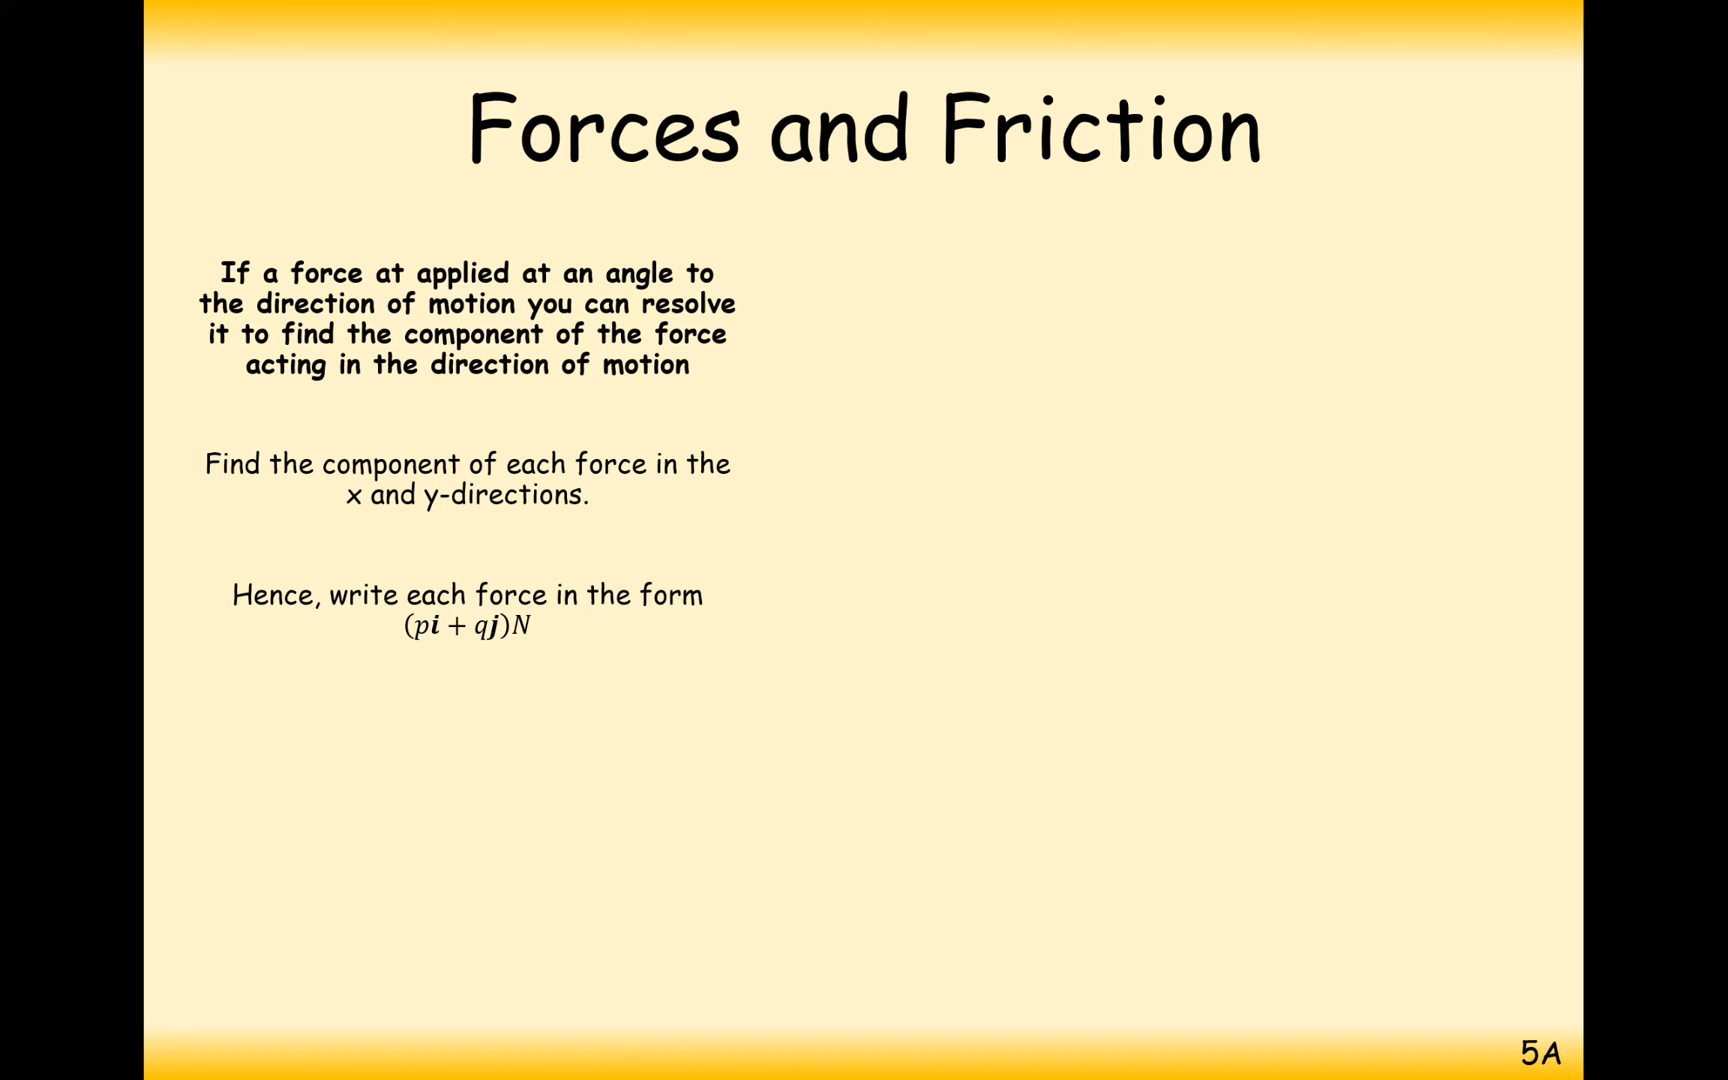 Forces and Friction
If a force at applied at an angle to
the direction of motion you can resolve
it to find the component of the force
acting in the direction of motion
Find the component of each force in the
x and y-directions.
Hence, write each force in the form
(pi + qj)N
5A